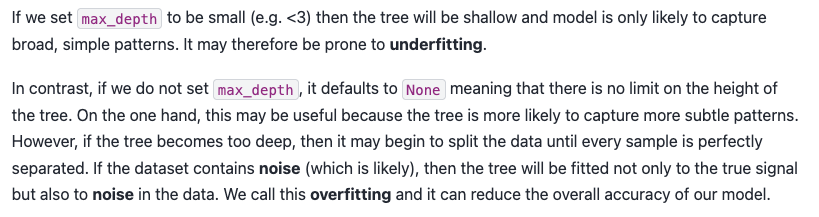 If we set max_depth to be small (e.g. <3) then the tree will be shallow and model is only likely to capture
broad, simple patterns. It may therefore be prone to underfitting.
In contrast, if we do not set max_depth, it defaults to None meaning that there is no limit on the height of
the tree. On the one hand, this may be useful because the tree is more likely to capture more subtle patterns.
However, if the tree becomes too deep, then it may begin to split the data until every sample is perfectly
separated. If the dataset contains noise (which is likely), then the tree will be fitted not only to the true signal
but also to noise in the data. We call this overfitting and it can reduce the overall accuracy of our model.